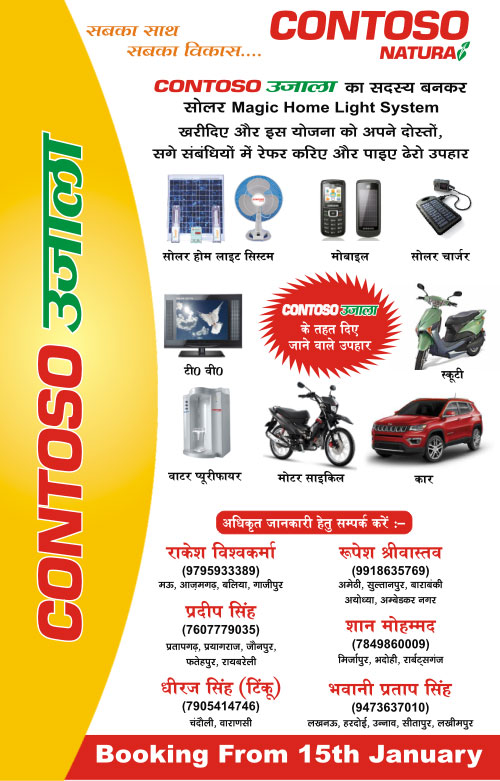 सबका साथ
सबका विकास....
CONTOSO
NATURA
CONTOSO उजाला का सदस्य बनकर
सोलर Magic Home Light System
खरीदिए और इस योजना को अपने दोस्तों,
सगे संबंधियों में रेफर करिए और पाइए ढेरो उपहार
CONTOSO उजाला
सोलर होम लाइट सिस्टम
मोबाइल
सोलर चार्जर
CONTOSO उजाला
के तहत दिए
जाने वाले उपहार
टी0 वी0
स्कूटी
वाटर प्यूरीफायर
मोटर साइकिल
कार
अधिकृत जानकारी हेतु सम्पर्क करें :–
राकेश विश्वकर्मा
(9795933389)
मऊ, आज़मगढ़, बलिया, गाजीपुर
रूपेश श्रीवास्तव
(9918635769)
अमेठी, सुल्तानपुर, बाराबंकी
अयोध्या, अम्बेडकर नगर
प्रदीप सिंह
(7607779035)
प्रतापगढ़, प्रयागराज, जौनपुर,
फतेहपुर, रायबरेली
शान मोहम्मद
(7849860009)
मिर्जापुर, भदोही, रार्बट्सगंज
धीरज सिंह (टिंकू)
(7905414746)
चंदौली, वाराणसी
भवानी प्रताप सिंह
(9473637010)
लखनऊ, हरदोई, उन्नाव, सीतापुर, लखीमपुर
Booking From 15th January